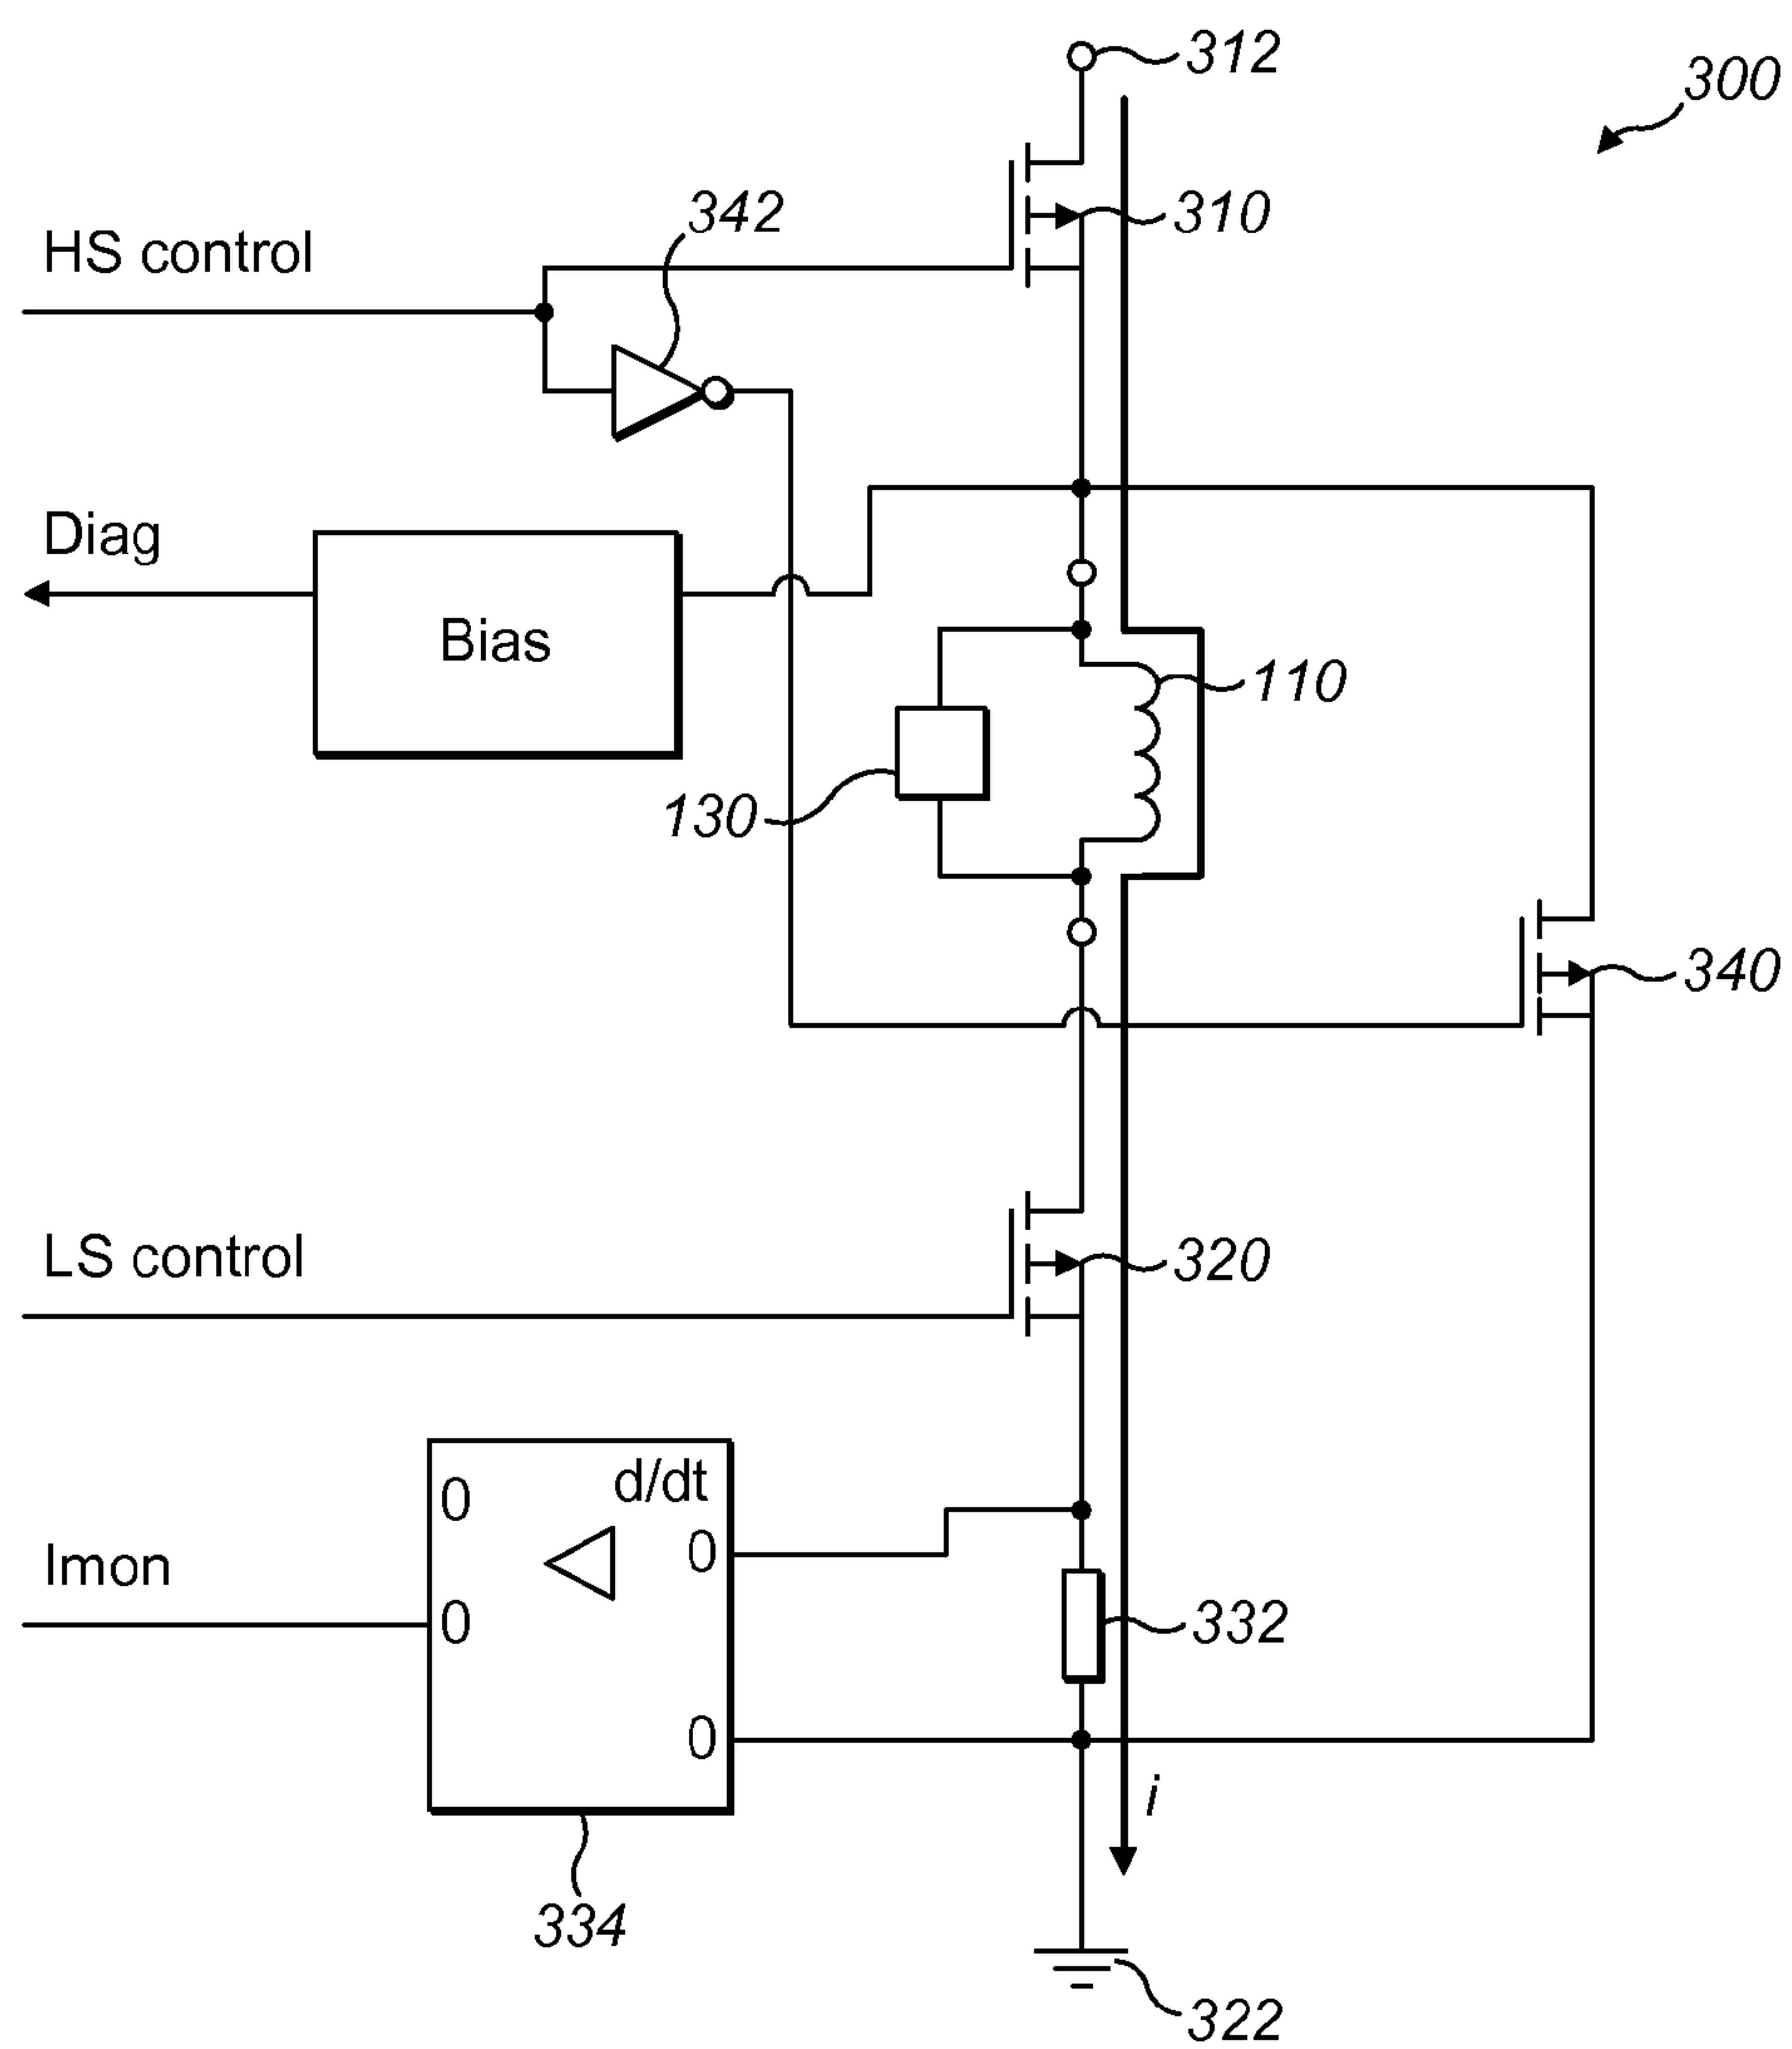 312
300
342
310
HS control
Diag
Bias
110
130
340
LS control
320
d/dt
0
0
Imon
0
332
0
i
334
322